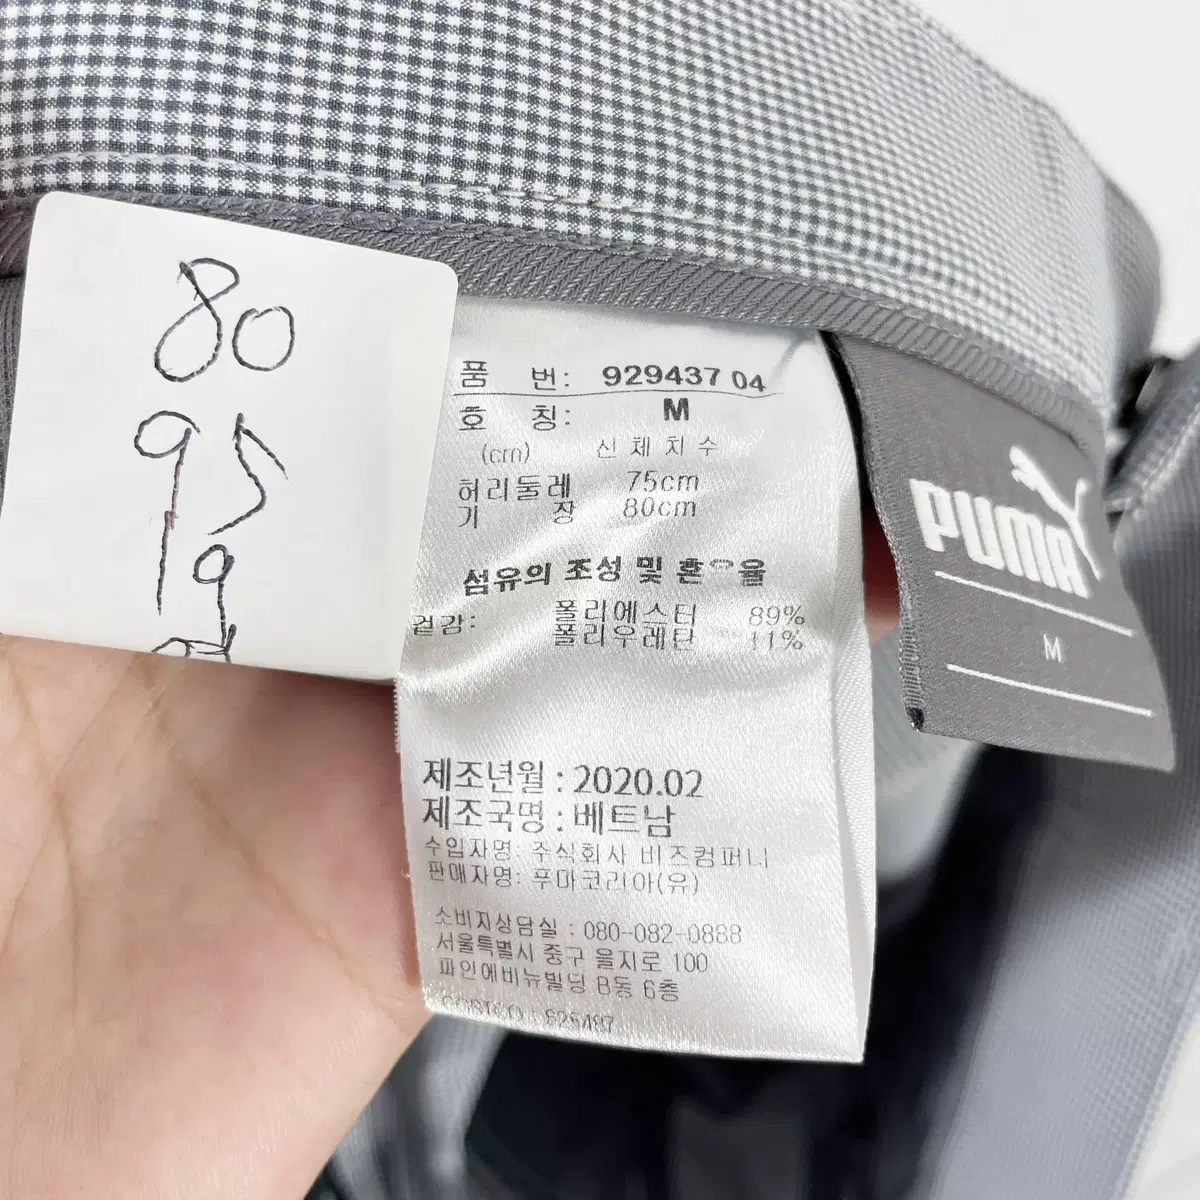 80
95
19
품 번: 929437 04
호 칭: M
(cm) 신체치수
허리둘레 75cm
기 장 80cm
섬유의 조성 및 혼용율
겉감: 폴리에스터 89%
폴리우레탄 11%
제조년월 : 2020.02
제조국명 : 베트남
수입자명: 주식회사 비즈컴퍼니
판매자명: 푸마코리아(유)
소비자상담실 : 080-082-0888
서울특별시 중구 을지로 100
파인에비뉴빌딩 B동 6층
COSTCO :
PUMA
M